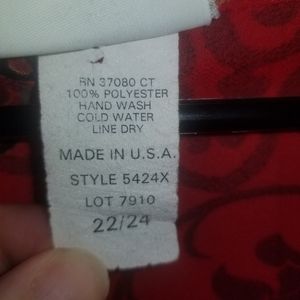 RN 37080 CT
100% POLYESTER
HAND WASH
COLD WATER
LINE DRY
MADE IN U.S.A.
STYLE 5424X
LOT 7910
22/24